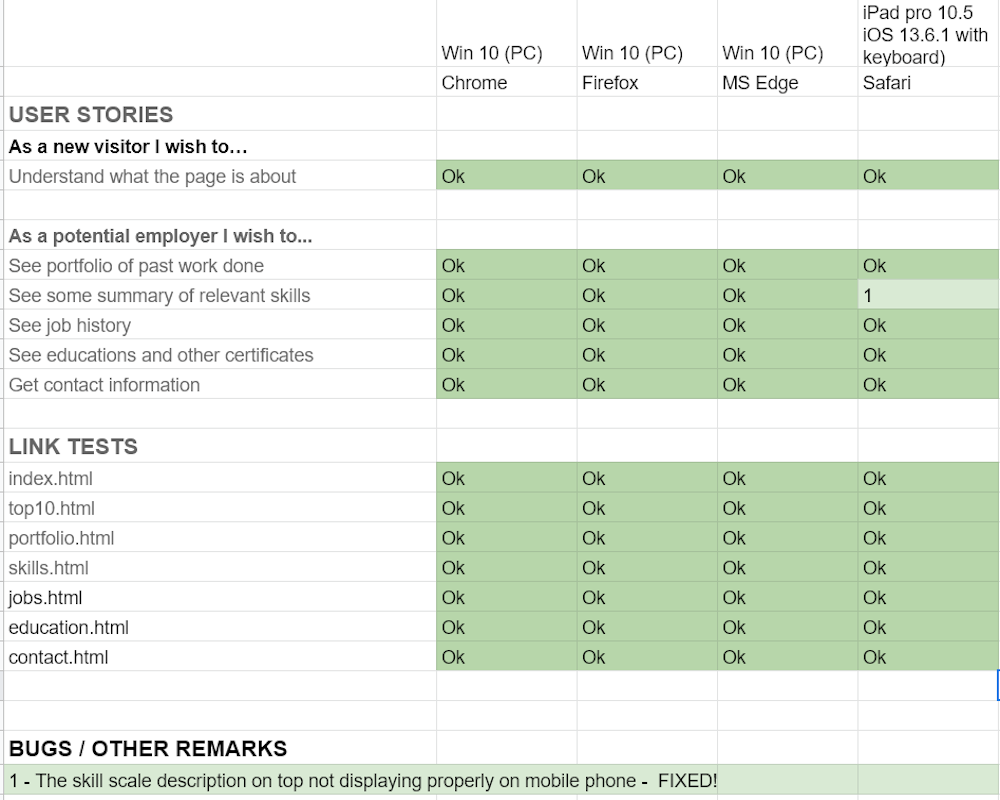 iPad pro 10.5
iOS 13.6.1 with
Win 10 (PC) Win 10 (PC) Win 10 (PC) keyboard)
Chrome Firefox MS Edge Safari
USER STORIES
As a new visitor I wish to…
Understand what the page is about Ok Ok Ok Ok
As a potential employer I wish to...
See portfolio of past work done Ok Ok Ok Ok
See some summary of relevant skills Ok Ok Ok 1
See job history Ok Ok Ok Ok
See educations and other certificates Ok Ok Ok Ok
Get contact information Ok Ok Ok Ok
LINK TESTS
index.html Ok Ok Ok Ok
top10.html Ok Ok Ok Ok
portfolio.html Ok Ok Ok Ok
skills.html Ok Ok Ok Ok
jobs.html Ok Ok Ok Ok
education.html Ok Ok Ok Ok
contact.html Ok Ok Ok Ok
BUGS / OTHER REMARKS
1 - The skill scale description on top not displaying properly on mobile phone - FIXED!